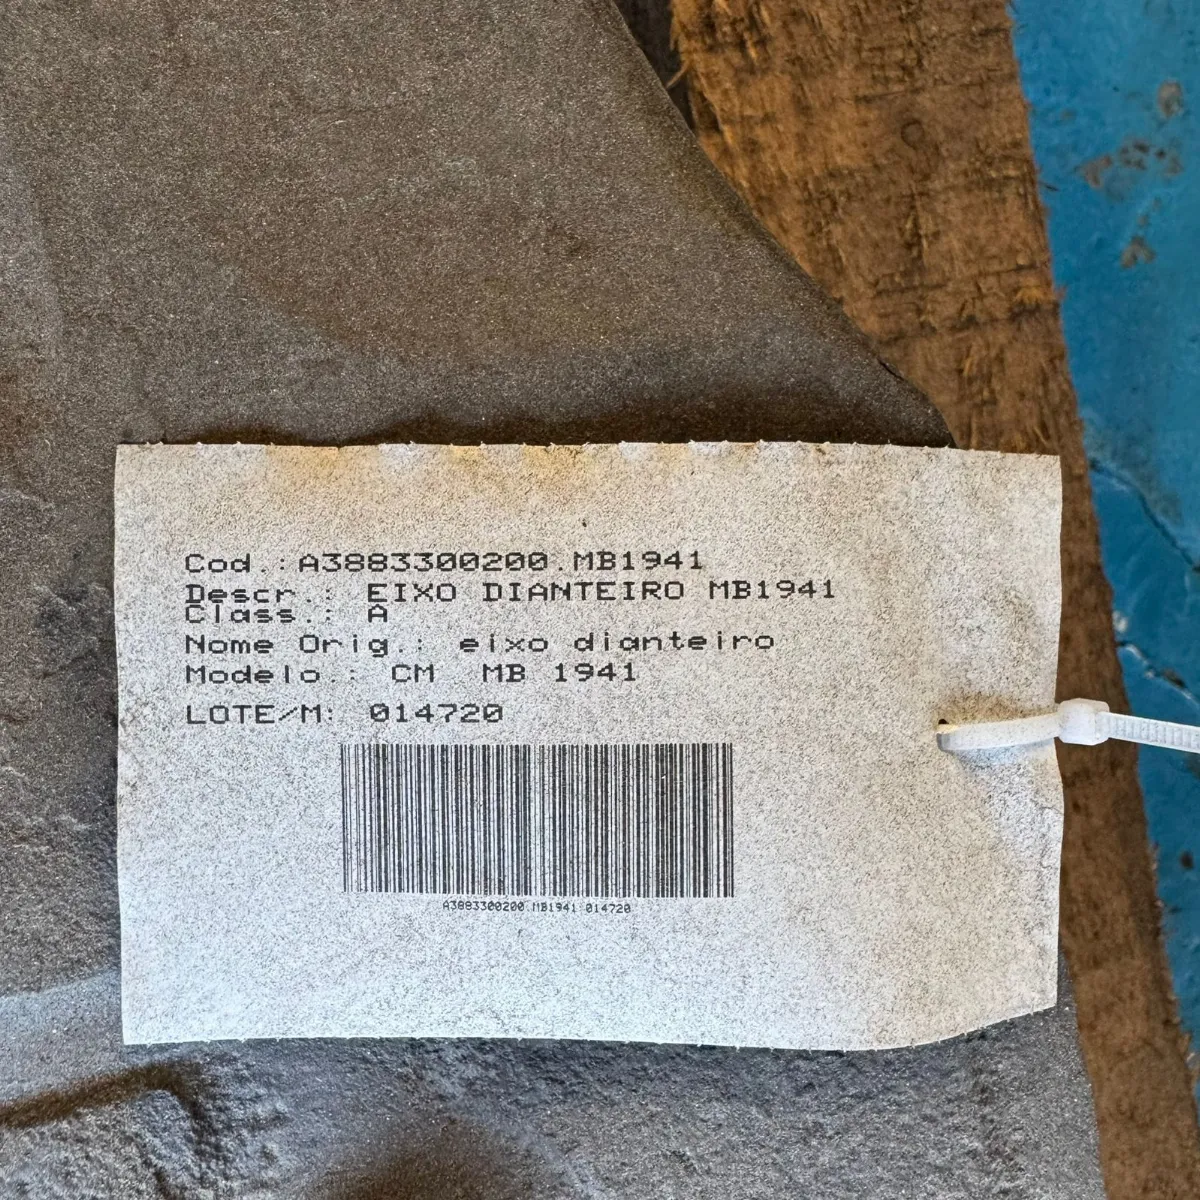 Cod.:A3883300200.MB1941
Descr.: EIXO DIANTEIRO MB1941
Class.: A
Nome Orig.: eixo dianteiro
Modelo.: CM MB 1941
LOTE/M: 014720
A3883300200.MB1941 014720